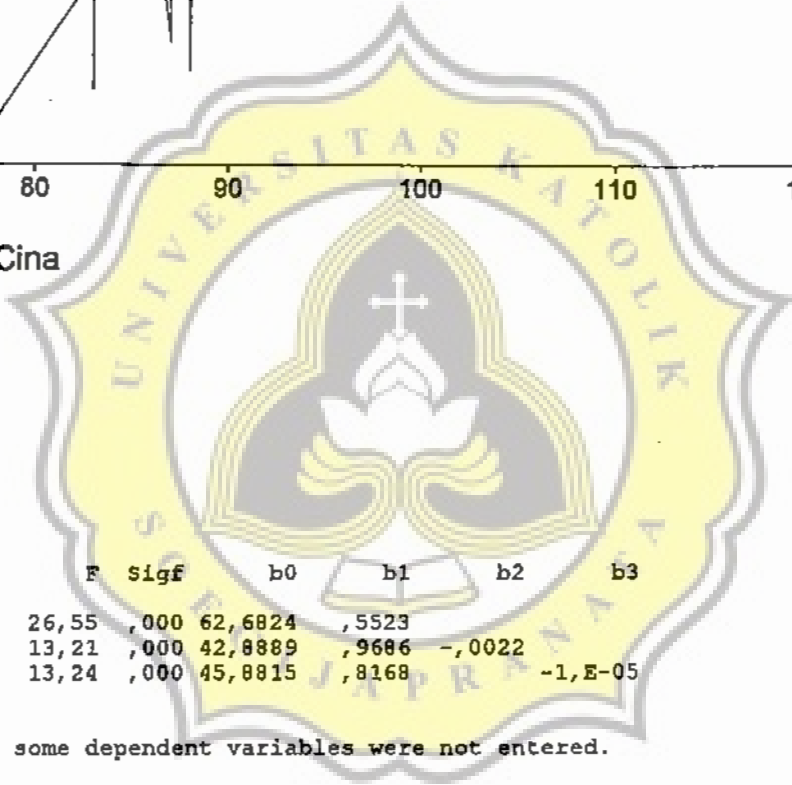 80 90 100 110
Cina
UNIVERSITAS KATOLIK
SOEGIJAPRANATA
F Sigf b0 b1 b2 b3
26,55 ,000 62,6824 ,5523
13,21 ,000 42,8889 ,9686 -,0022
13,24 ,000 45,8815 ,8168 -1,E-05
some dependent variables were not entered.